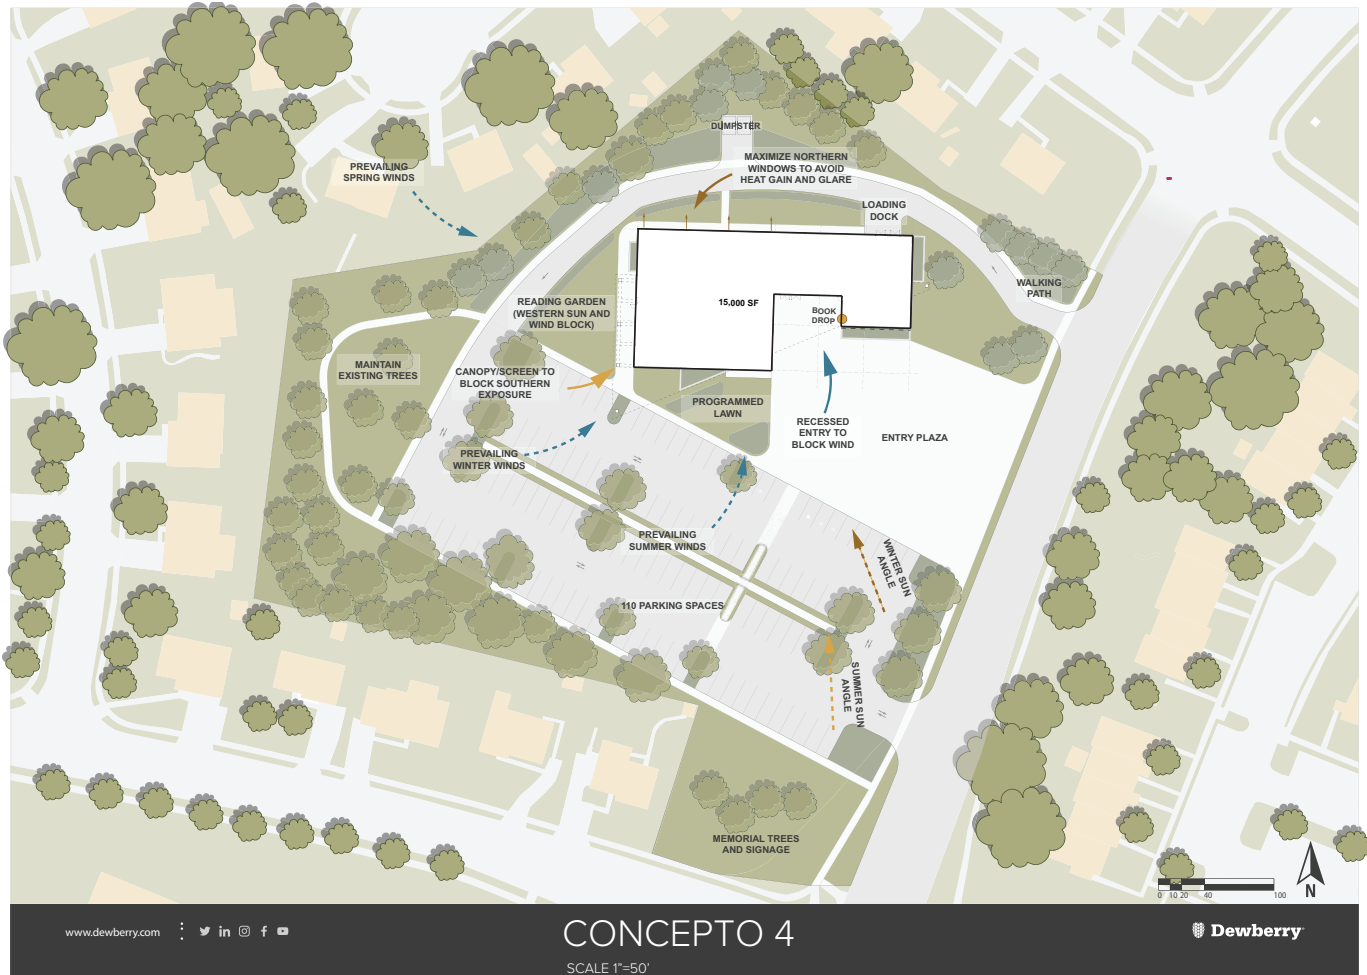 DUMPSTER
MAXIMIZE NORTHERN
WINDOWS TO AVOID
HEAT GAIN AND GLARE
PREVAILING
SPRING WINDS
LOADING
DOCK
WALKING
PATH
READING GARDEN
(WESTERN SUN AND
WIND BLOCK)
15,000 SF
BOOK
DROP
MAINTAIN
EXISTING TREES
CANOPY/SCREEN TO
BLOCK SOUTHERN
EXPOSURE
PROGRAMMED
LAWN
RECESSED
ENTRY TO
BLOCK WIND
ENTRY PLAZA
PREVAILING
WINTER WINDS
PREVAILING
SUMMER WINDS
WINTER SUN
ANGLE
110 PARKING SPACES
SUMMER SUN
ANGLE
MEMORIAL TREES
AND SIGNAGE
0 10 20 40 100
N
www.dewberry.com
CONCEPTO 4
Dewberry
SCALE 1"=50'